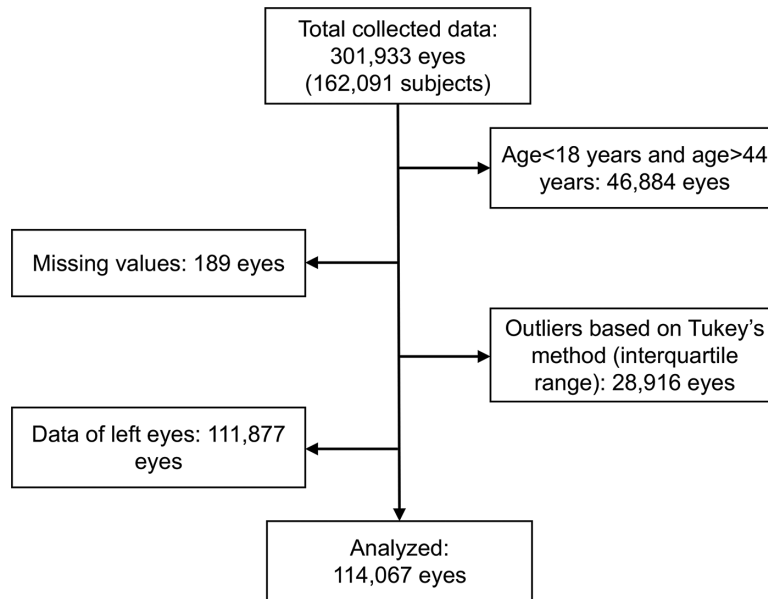 Total collected data:
301,933 eyes
(162,091 subjects)
Age<18 years and age>44
years: 46,884 eyes
Missing values: 189 eyes
Outliers based on Tukey's
method (interquartile
range): 28,916 eyes
Data of left eyes: 111,877
eyes
Analyzed:
114,067 eyes